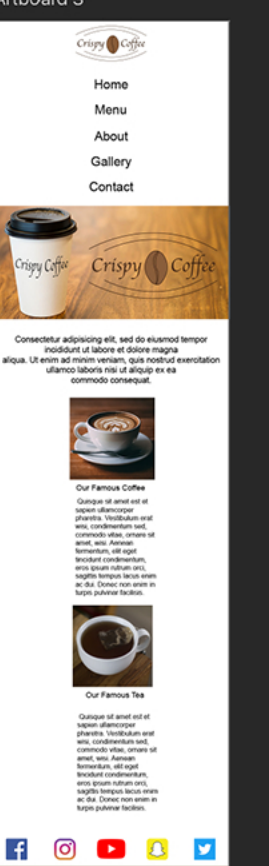 Artboard 3
Crispy Coffee
Home
Menu
About
Gallery
Contact
Crispy Coffee
Crispy Coffee
Consectetur adipisicing elit, sed do eiusmod tempor
incididunt ut labore et dolore magna
aliqua. Ut enim ad minim veniam, quis nostrud exercitation
ullamco laboris nisi ut aliquip ex ea
commodo consequat.
Our Famous Coffee
Quisque sit amet est et
sapien ullamcorper
pharetra. Vestibulum erat
wisi, condimentum sed,
commodo vitae, ornare sit
amet, wisi. Aenean
fermentum, elit eget
tincidunt condimentum,
eros ipsum rutrum orci,
sagittis tempus lacus enim
ac dui. Donec non enim in
turpis pulvinar facilisis.
Our Famous Tea
Quisque sit amet est et
sapien ullamcorper
pharetra. Vestibulum erat
wisi, condimentum sed,
commodo vitae, ornare sit
amet, wisi. Aenean
fermentum, elit eget
tincidunt condimentum,
eros ipsum rutrum orci,
sagittis tempus lacus enim
ac dui. Donec non enim in
turpis pulvinar facilisis.